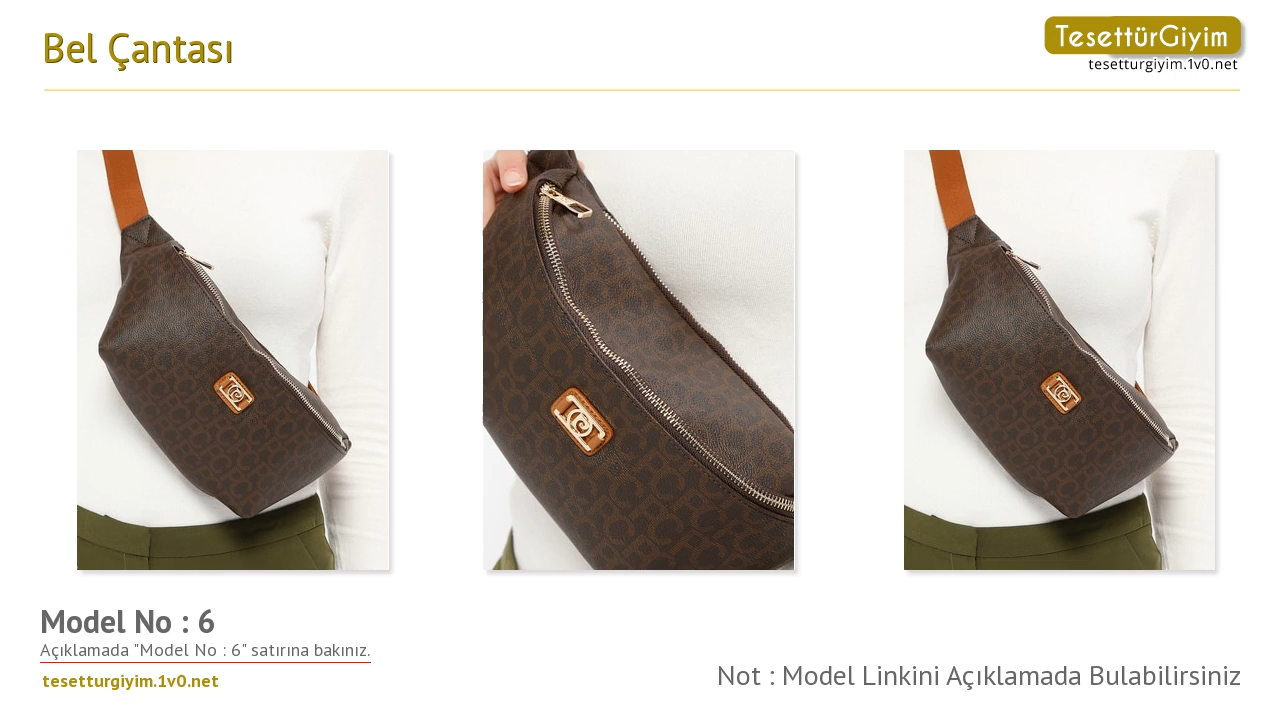 Bel Çantası
TesettürGiyim
tesetturgiyim.1v0.net
Model No : 6
Açıklamada "Model No : 6" satırına bakınız.
tesetturgiyim.1v0.net
Not : Model Linkini Açıklamada Bulabilirsiniz